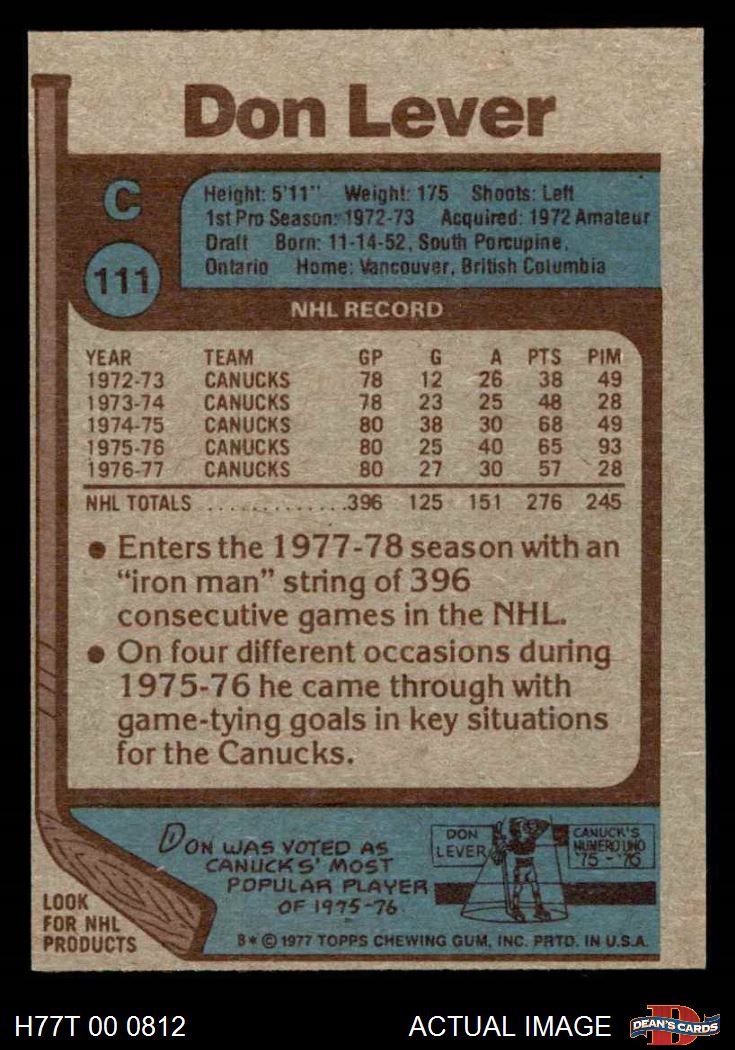 Don Lever
C
111
Height: 5'11" Weight: 175 Shoots: Left
1st Pro Season: 1972-73 Acquired: 1972 Amateur
Draft Born: 11-14-52, South Porcupine,
Ontario Home: Vancouver, British Columbia
NHL RECORD
YEAR TEAM GP G A PTS PIM
1972-73 CANUCKS 78 12 26 38 49
1973-74 CANUCKS 78 23 25 48 28
1974-75 CANUCKS 80 38 30 68 49
1975-76 CANUCKS 80 25 40 65 93
1976-77 CANUCKS 80 27 30 57 28
NHL TOTALS .............396 125 151 276 245
• Enters the 1977-78 season with an
“iron man” string of 396
consecutive games in the NHL.
• On four different occasions during
1975-76 he came through with
game-tying goals in key situations
for the Canucks.
DON WAS VOTED AS
CANUCKS' MOST
POPULAR PLAYER
OF 1975-76
DON
LEVER
CANUCK'S
NUMERO UNO
'75-'76
LOOK
FOR NHL
PRODUCTS
B* © 1977 TOPPS CHEWING GUM, INC. PRTD. IN U.S.A.
H77T 00 0812
ACTUAL IMAGE
D
DEAN'S CARDS